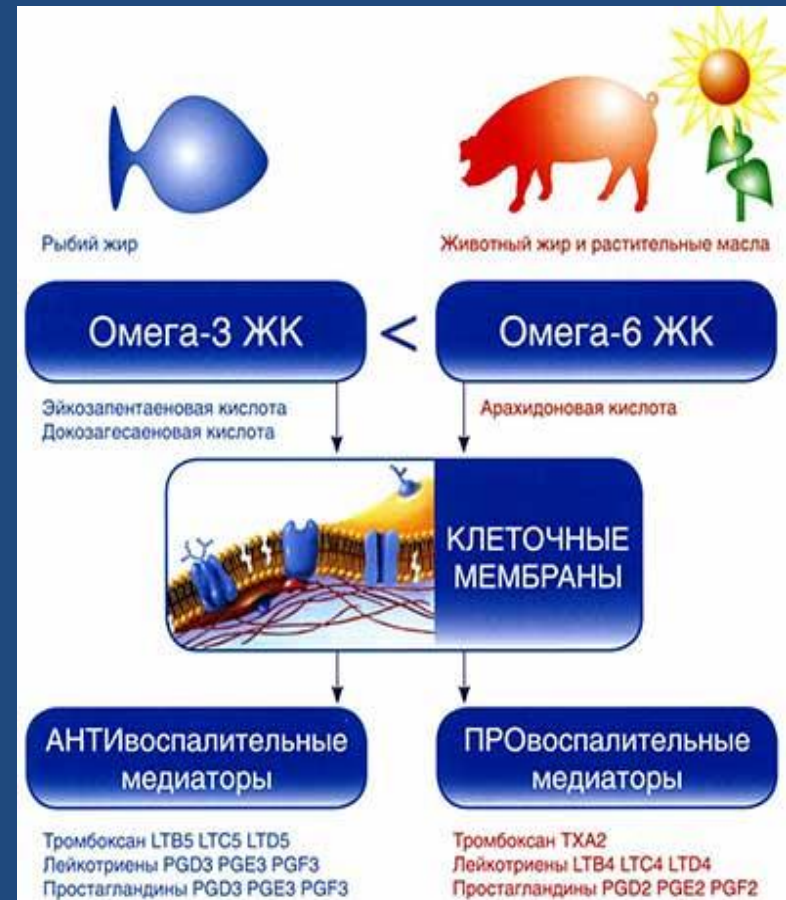 Рыбий жир
Животный жир и растительные масла
Омега-3 ЖК
<
Омега-6 ЖК
Эйкозапентаеновая кислота
Докозагесаеновая кислота
Арахидоновая кислота
КЛЕТОЧНЫЕ
МЕМБРАНЫ
АНТИвоспалительные
медиаторы
ПРОвоспалительные
медиаторы
Тромбоксан LTB5 LTC5 LTD5
Лейкотриены PGD3 PGE3 PGF3
Простагландины PGD3 PGE3 PGF3
Тромбоксан TXA2
Лейкотриены LTB4 LTC4 LTD4
Простагландины PGD2 PGE2 PGF2